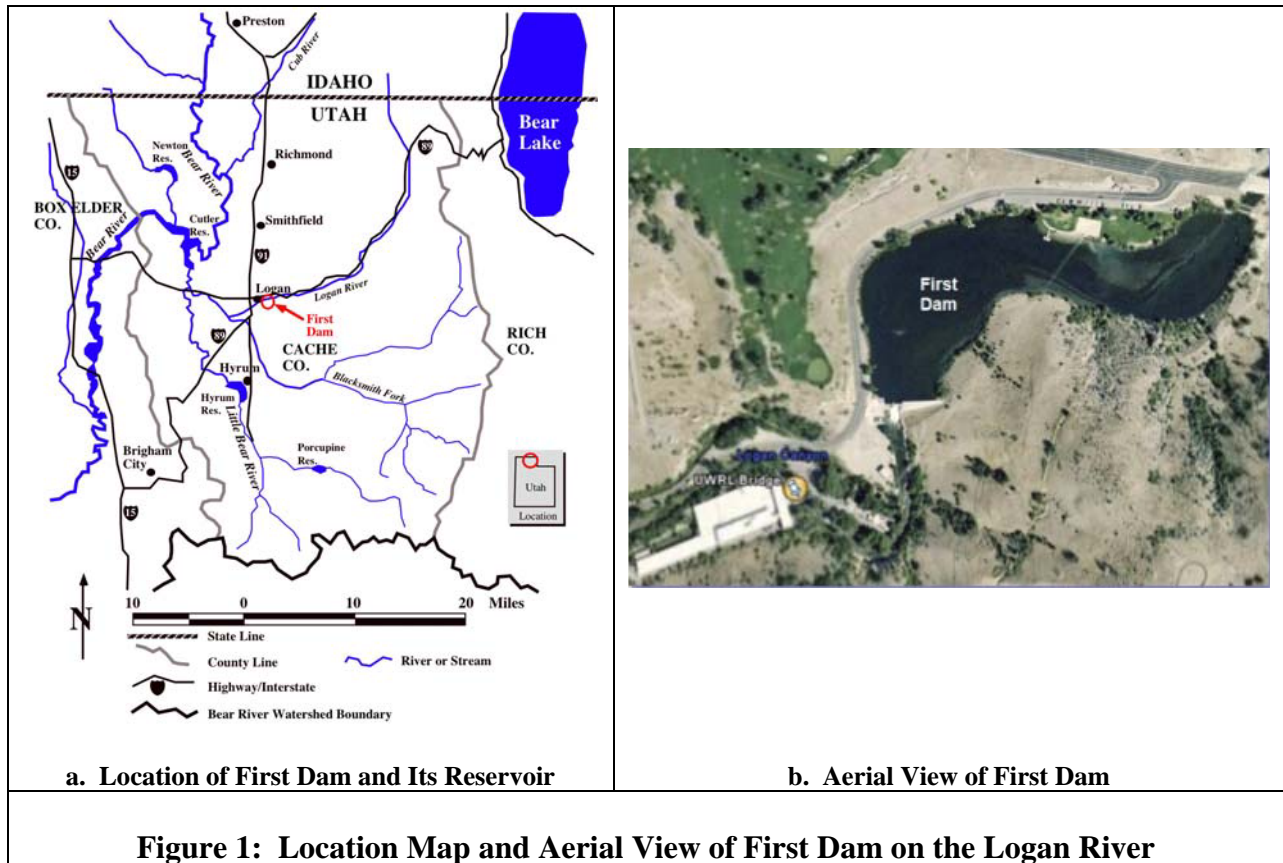 Preston
Cub River
IDAHO
UTAH
Bear
Lake
Newton
Res.
Bear River
Richmond
89
15
BOX ELDER
CO.
Bear River
Cutler
Res.
Smithfield
91
Logan
Logan River
First
Dam
RICH
CO.
89
CACHE
CO.
Hyrum
Blacksmith Fork
Hyrum
Res.
Little Bear River
Porcupine
Res.
Brigham
City
Utah
Location
15
N
10 0 10 20 Miles
State Line
County Line
River or Stream
Highway/Interstate
Bear River Watershed Boundary
a. Location of First Dam and Its Reservoir
First
Dam
Logan Canyon
UWRL Bridge
b. Aerial View of First Dam
Figure 1: Location Map and Aerial View of First Dam on the Logan River